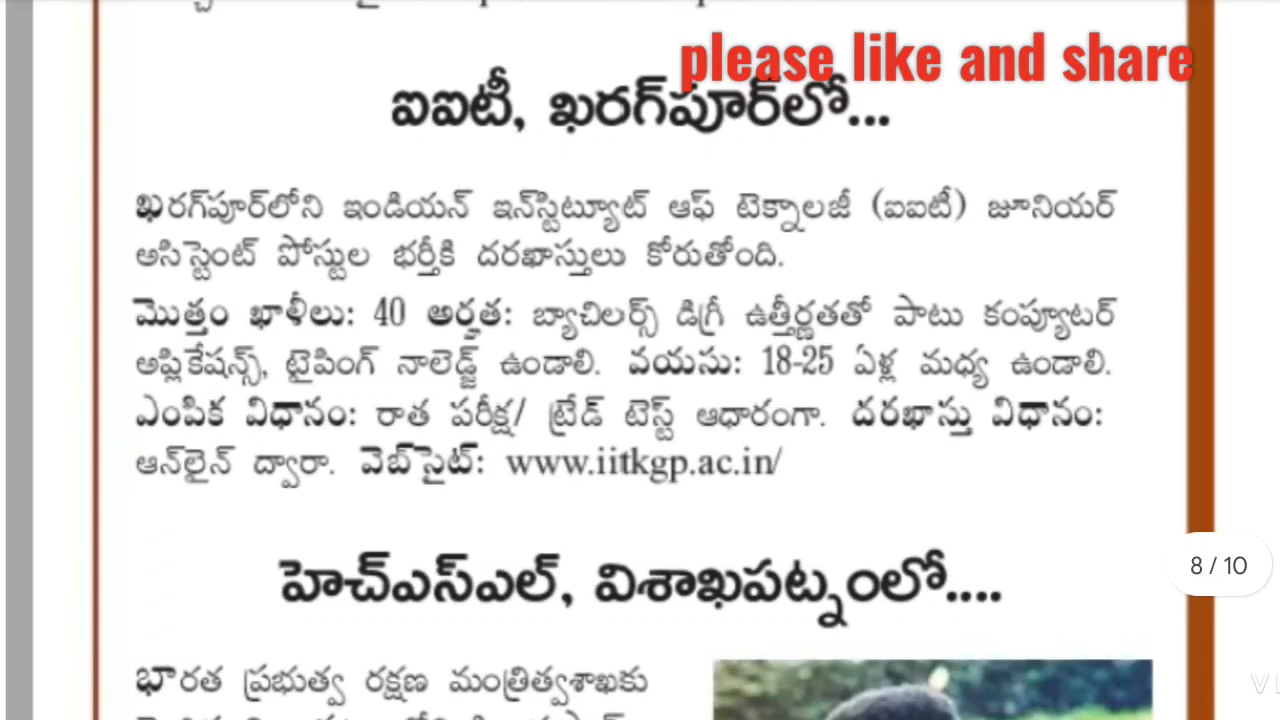 please like and share
ఐఐటీ, ఖరగ్‌పూర్‌లో...
ఖరగ్‌పూర్‌లోని ఇండియన్ ఇన్‌స్టిట్యూట్ ఆఫ్ టెక్నాలజీ (ఐఐటీ) జూనియర్
అసిస్టెంట్ పోస్టుల భర్తీకి దరఖాస్తులు కోరుతోంది.
మొత్తం ఖాళీలు: 40 అర్హత: బ్యాచిలర్స్ డిగ్రీ ఉత్తీర్ణతతో పాటు కంప్యూటర్
అప్లికేషన్స్, టైపింగ్ నాలెడ్జ్ ఉండాలి. వయసు: 18-25 ఏళ్ల మధ్య ఉండాలి.
ఎంపిక విధానం: రాత పరీక్ష/ ట్రేడ్ టెస్ట్ ఆధారంగా. దరఖాస్తు విధానం:
ఆన్‌లైన్ ద్వారా. వెబ్‌సైట్: www.iitkgp.ac.in/
హెచ్ఎస్ఎల్, విశాఖపట్నంలో....
8 / 10
భారత ప్రభుత్వ రక్షణ మంత్రిత్వశాఖకు